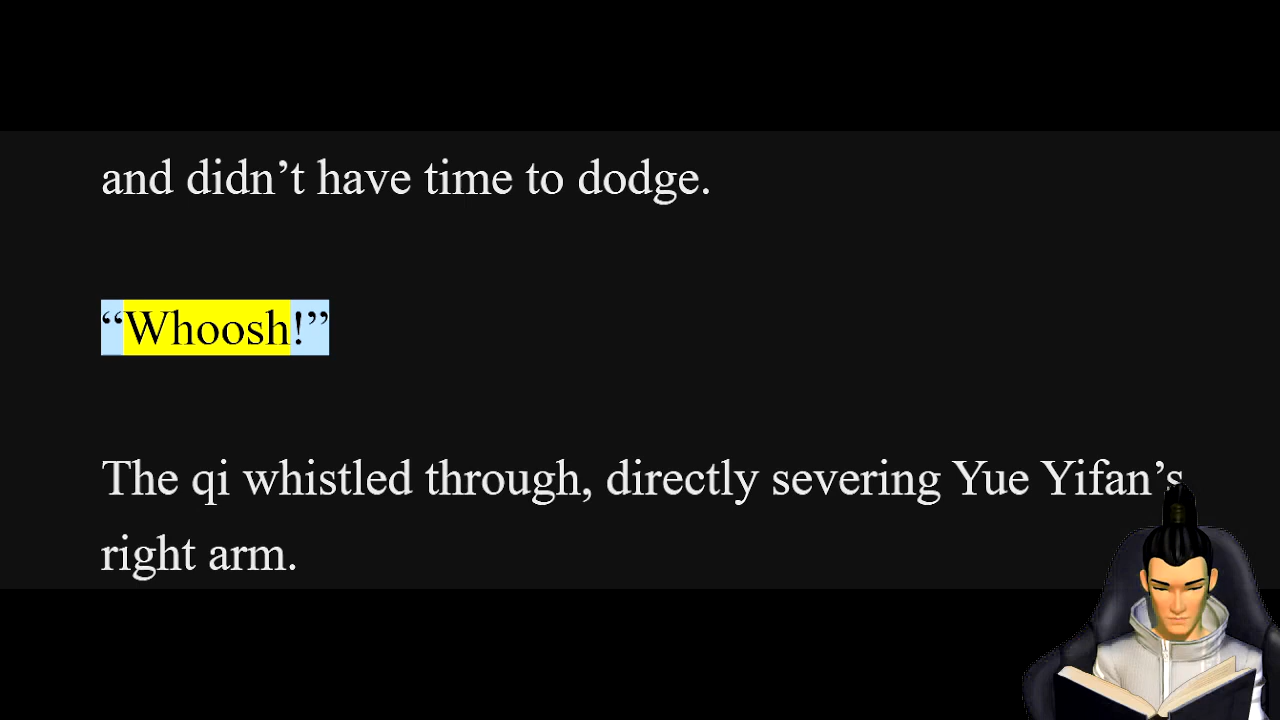 and didn’t have time to dodge.
“Whoosh!”
The qi whistled through, directly severing Yue Yifan’s
right arm.